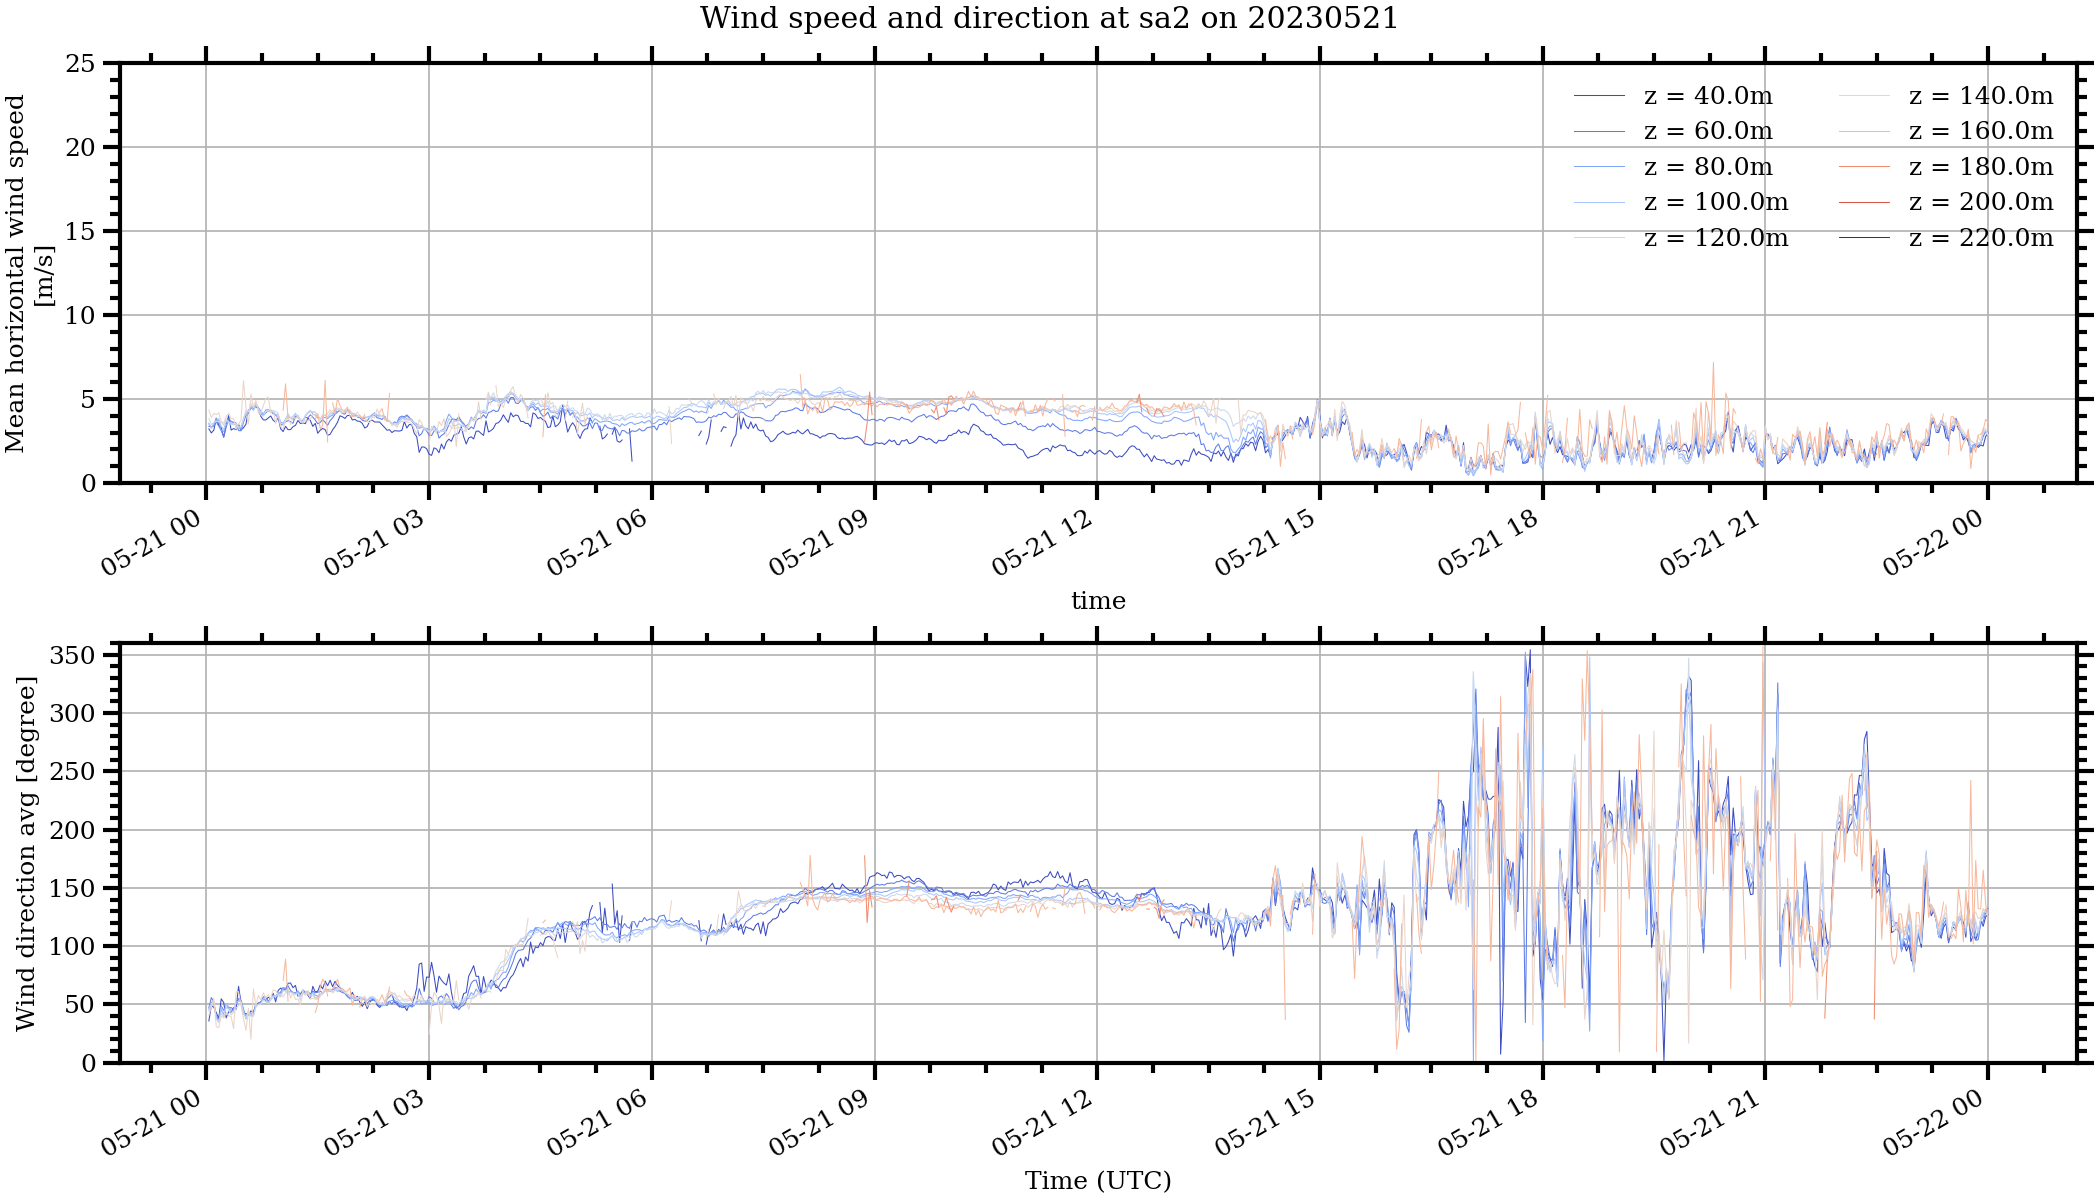 Wind speed and direction at sa2 on 20230521
Mean horizontal wind speed
[m/s]
25
20
15
10
5
0
z = 40.0m
z = 60.0m
z = 80.0m
z = 100.0m
z = 120.0m
z = 140.0m
z = 160.0m
z = 180.0m
z = 200.0m
z = 220.0m
05-21 00
05-21 03
05-21 06
05-21 09
05-21 12
05-21 15
05-21 18
05-21 21
05-22 00
time
Wind direction avg [degree]
350
300
250
200
150
100
50
0
05-21 00
05-21 03
05-21 06
05-21 09
05-21 12
05-21 15
05-21 18
05-21 21
05-22 00
Time (UTC)